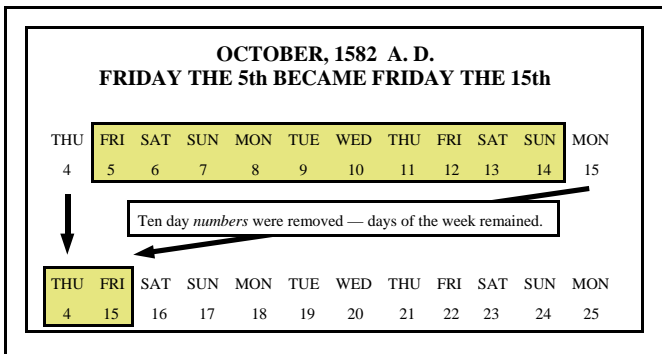 OCTOBER, 1582 A. D.
FRIDAY THE 5th BECAME FRIDAY THE 15th
THU FRI SAT SUN MON TUE WED THU FRI SAT SUN MON
4 5 6 7 8 9 10 11 12 13 14 15
Ten day numbers were removed — days of the week remained.
THU FRI SAT SUN MON TUE WED THU FRI SAT SUN MON
4 15 16 17 18 19 20 21 22 23 24 25